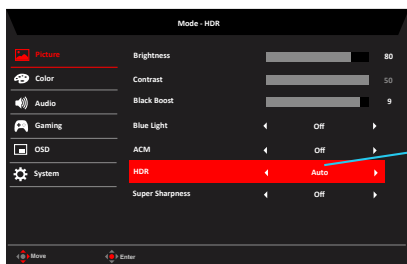 Mode - HDR
Picture
Brightness 80
Color
Contrast 50
Audio
Black Boost 9
Gaming
Blue Light Off
OSD
ACM Off
System
HDR Auto
Super Sharpness Off
Move Enter